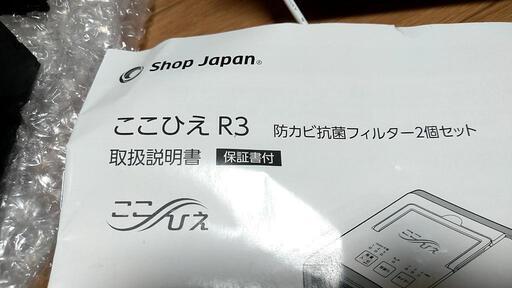 Shop Japan®
ここひえ R3 防カビ抗菌フィルター2個セット
取扱説明書 保証書付
ここひえ
ここひえ